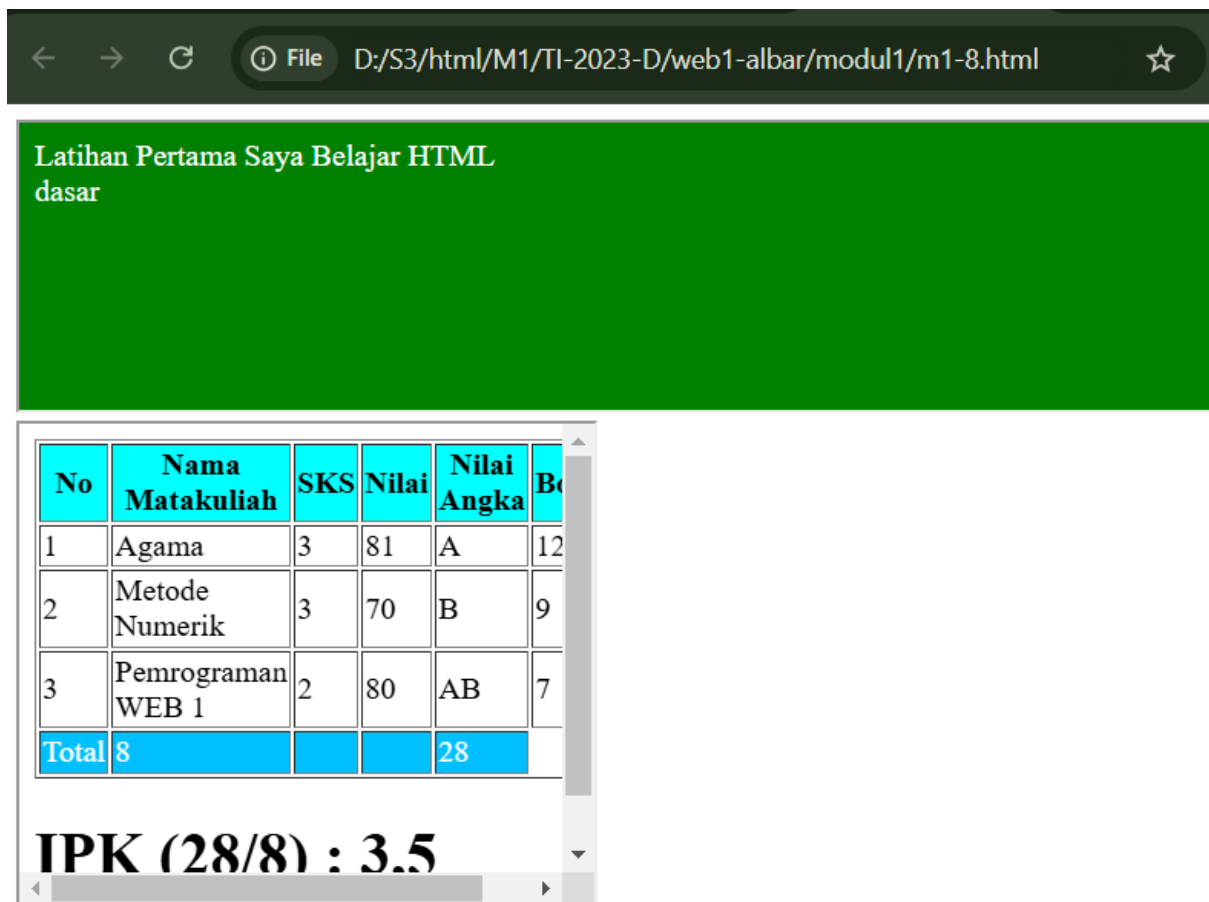 File D:/S3/html/M1/TI-2023-D/web1-albar/modul1/m1-8.html
Latihan Pertama Saya Belajar HTML
dasar
No Nama Matakuliah SKS Nilai Nilai Angka
1 Agama 3 81 A 12
2 Metode Numerik 3 70 B 9
3 Pemrograman WEB 1 2 80 AB 7
Total 8 28
IPK (28/8) : 3.5